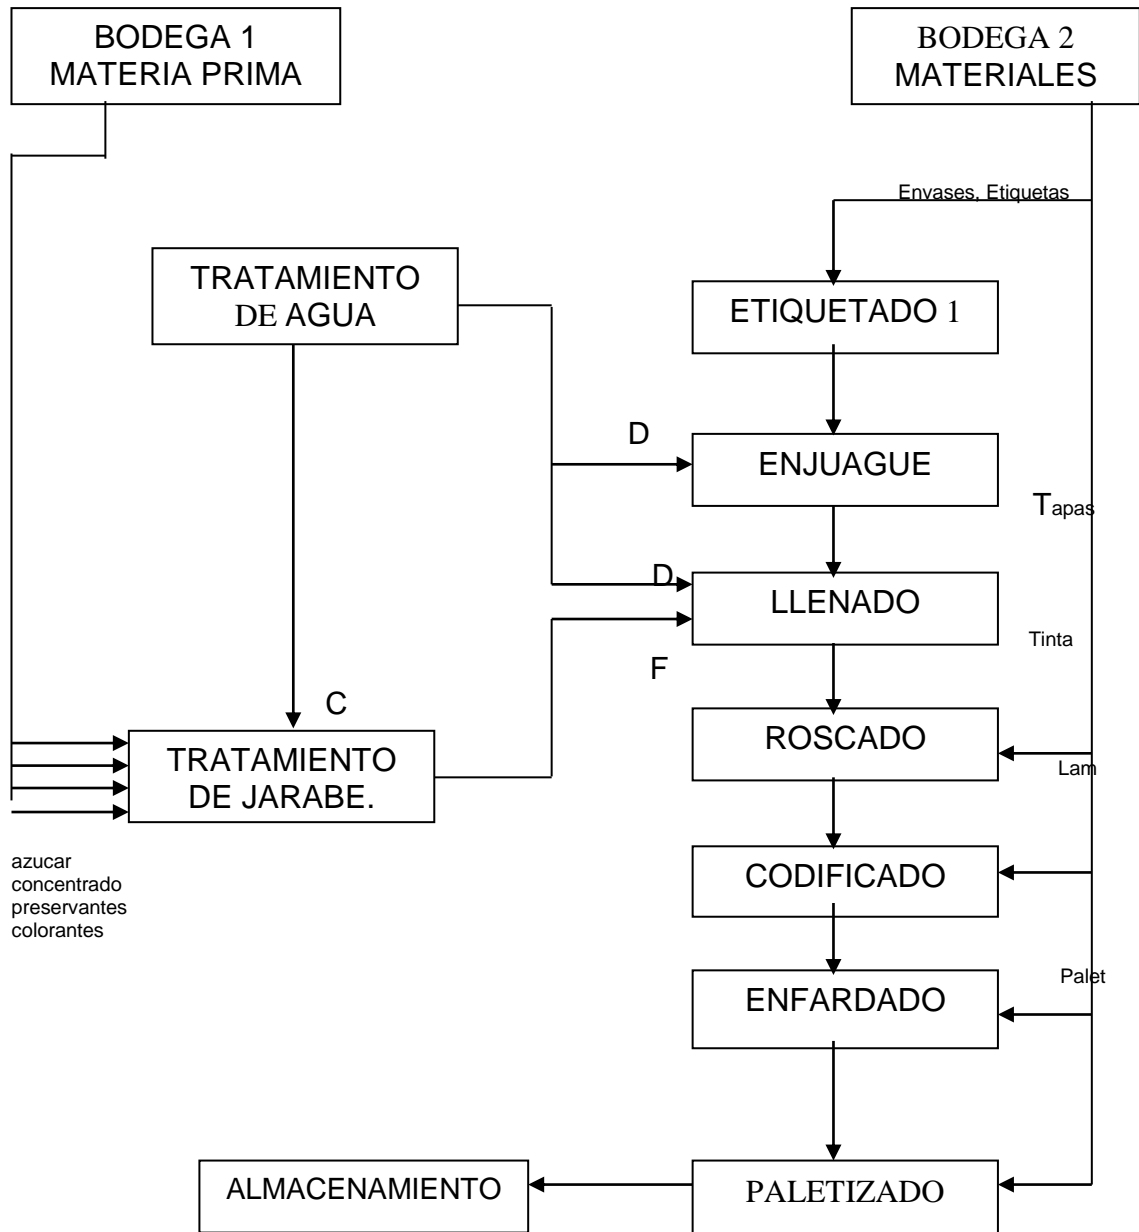 BODEGA 1
MATERIA PRIMA
BODEGA 2
MATERIALES
Envases, Etiquetas
TRATAMIENTO
DE AGUA
ETIQUETADO 1
D
ENJUAGUE
Tapas
D
LLENADO
Tinta
F
C
ROSCADO
TRATAMIENTO
DE JARABE.
Lam
azucar
concentrado
preservantes
colorantes
CODIFICADO
ENFARDADO
Palet
ALMACENAMIENTO
PALETIZADO